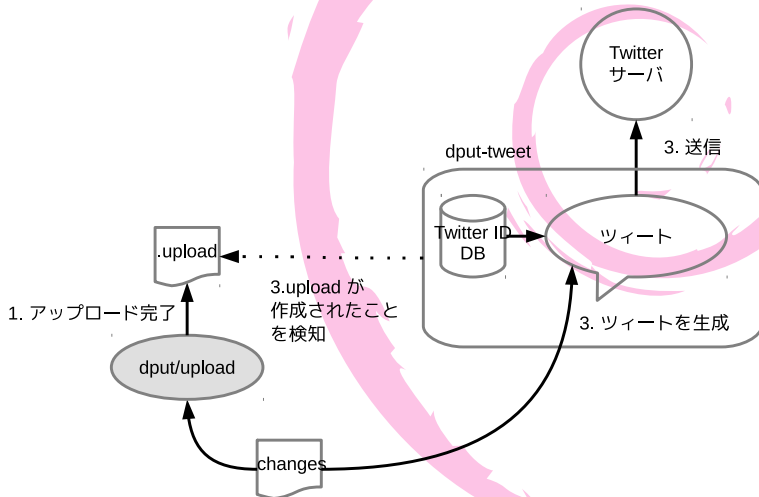 Twitter
サーバ
3. 送信
dput-tweet
Twitter ID
DB
ツィート
.upload
3.upload が
作成されたこと
を検知
1. アップロード完了
3. ツィートを生成
dput/upload
changes